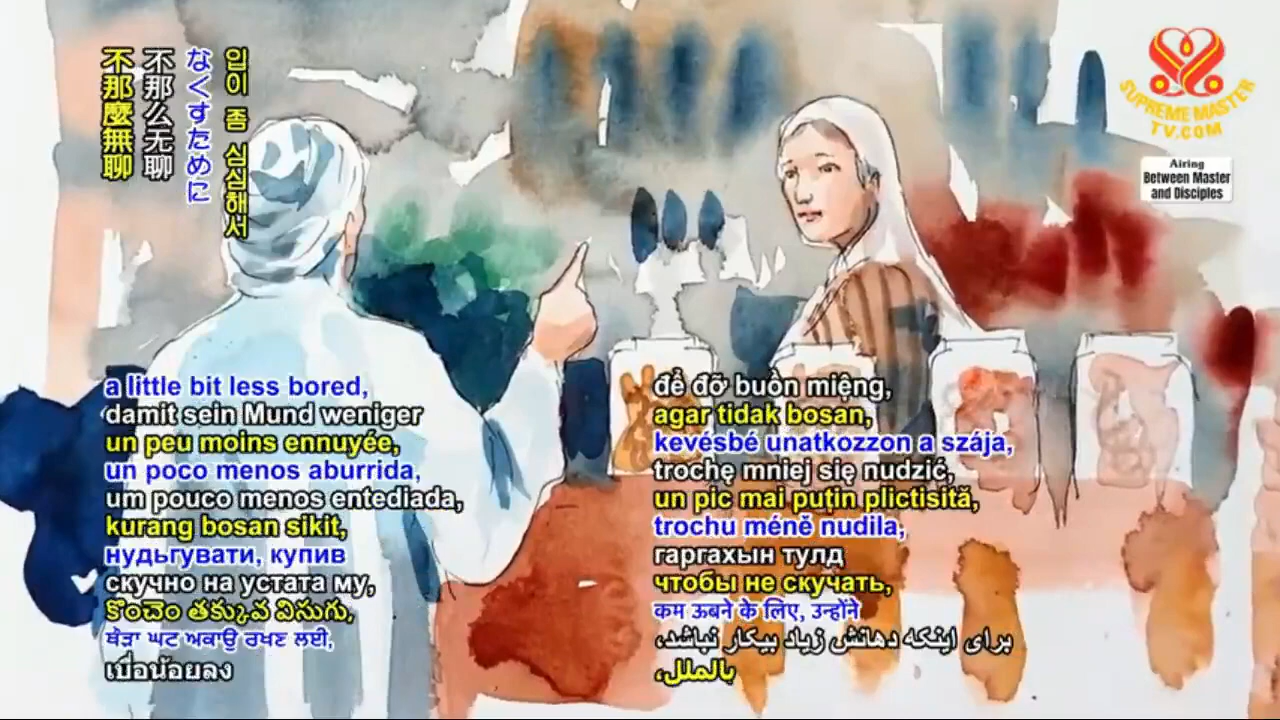 不那麼無聊
不那么无聊
なくすために
입이 좀 심심해서
SUPREME MASTER
TV.COM
Airing
Between Master
and Disciples
a little bit less bored,
damit sein Mund weniger
un peu moins ennuyée,
un poco menos aburrida,
um pouco menos entediada,
kurang bosan sikit,
нудьгувати, купив
скучно на устата му,
కొంచెం తక్కువ విసుగు,
ਥੋੜਾ ਘਟ ਅਕਾਉ ਰਖਣ ਲਈ,
เบื่อน้อยลง
để đỡ buồn miệng,
agar tidak bosan,
kevésbé unatkozzon a szája,
trochę mniej się nudzić,
un pic mai puțin plictisită,
trochu méně nudila,
гаргахын тулд
чтобы не скучать,
कम ऊबने के लिए, उन्होंने
برای اینکه دهانش زیاد بیکار نباشد،
بالملل،